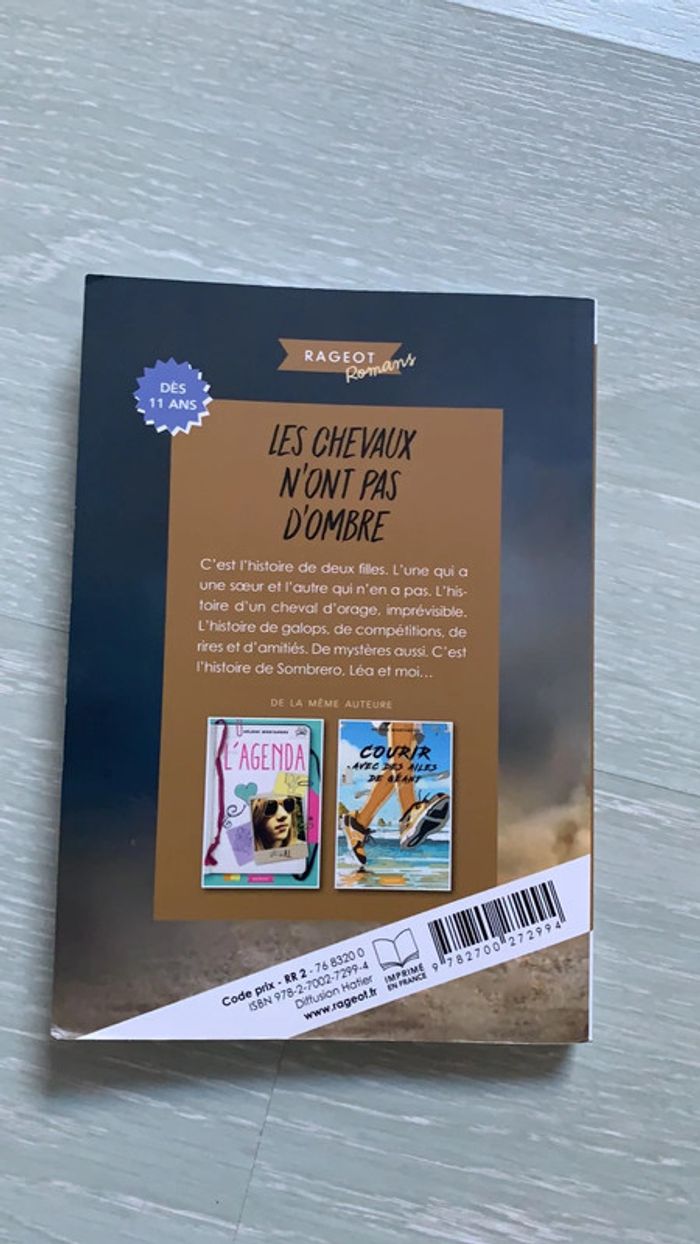 RAGEOT
Romans
DÈS
11 ANS
LES CHEVAUX
N'ONT PAS
D'OMBRE
C'est l'histoire de deux filles. L'une qui a
une sœur et l'autre qui n'en a pas. L'his-
toire d'un cheval d'orage, imprévisible.
L'histoire de galops, de compétitions, de
rires et d'amitiés. De mystères aussi. C'est
l'histoire de Sombrero, Léa et moi...
DE LA MÊME AUTEURE
L'AGENDA
COURIR
AVEC DES AILES
DE GÉANT
Code prix - RR 2 - 76 8320 0
ISBN 978-2-7002-7299-4
Diffusion Hatier
www.rageot.fr
IMPRIMÉ
EN FRANCE
9 782700 272994